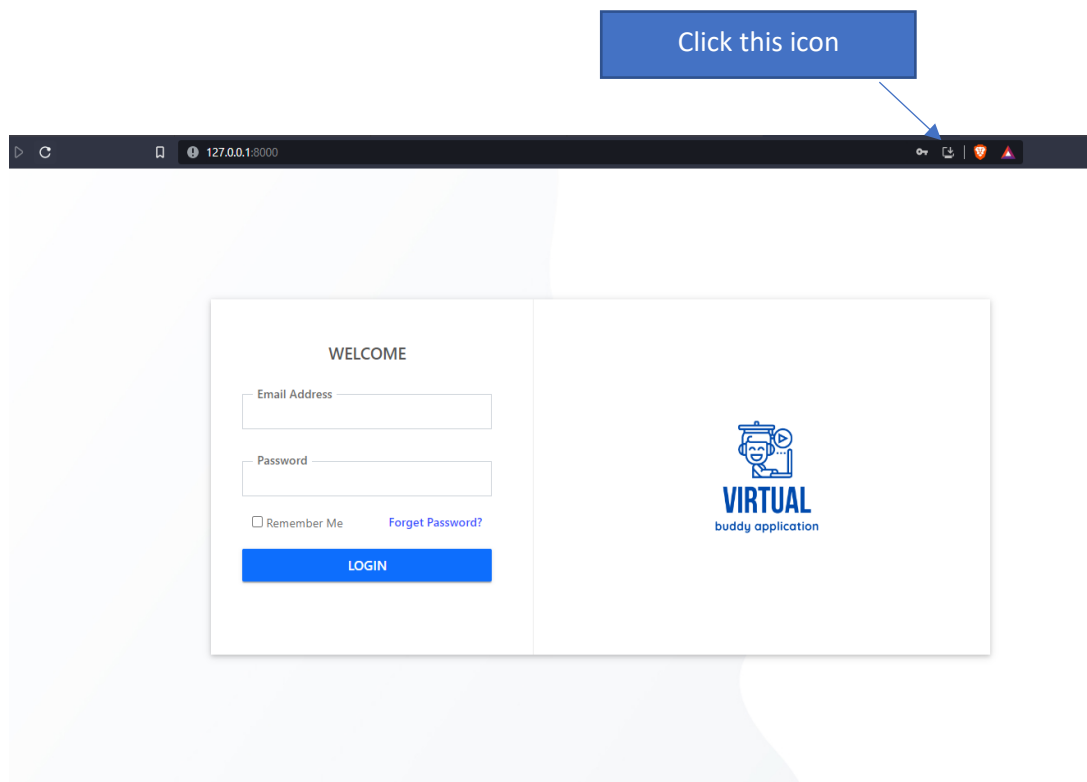 Click this icon
127.0.0.1:8000
WELCOME
Email Address
Password
Remember Me Forget Password?
LOGIN
VIRTUAL
buddy application